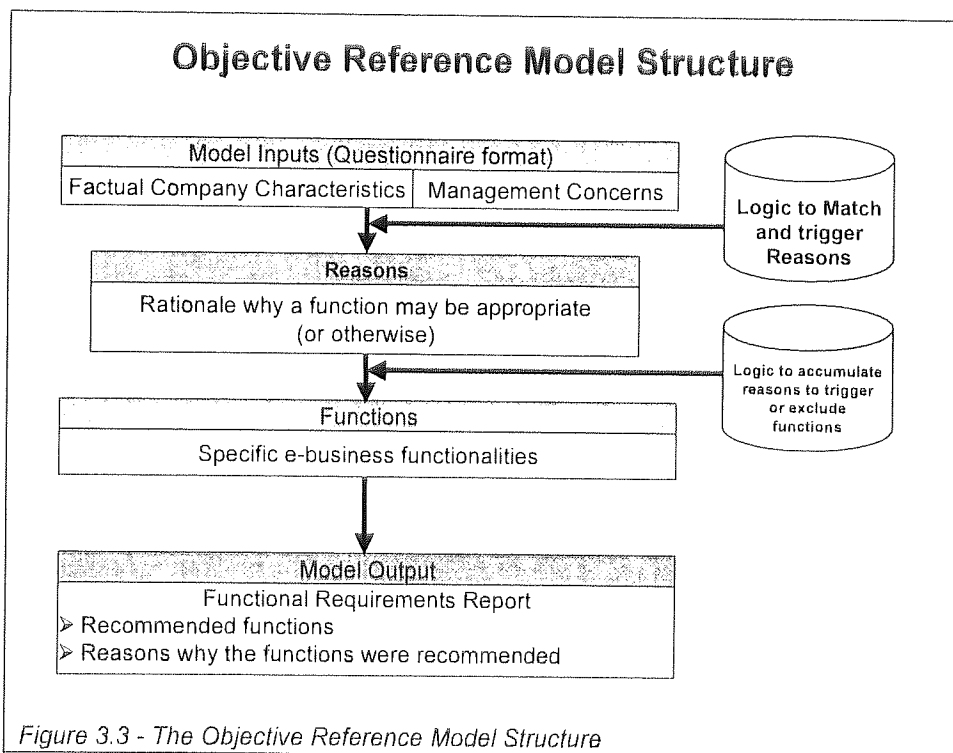 Objective Reference Model Structure
Model Inputs (Questionnaire format)
Factual Company Characteristics
Management Concerns
Logic to Match
and trigger
Reasons
Reasons
Rationale why a function may be appropriate
(or otherwise)
Logic to accumulate
reasons to trigger
or exclude
functions
Functions
Specific e-business functionalities
Model Output
Functional Requirements Report
➢ Recommended functions
➢ Reasons why the functions were recommended
Figure 3.3 - The Objective Reference Model Structure